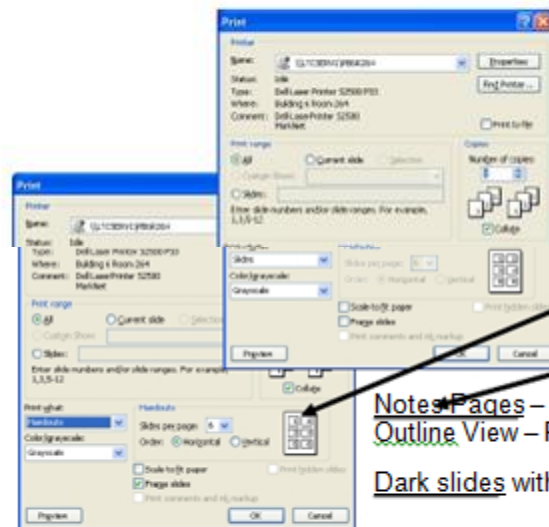 Print
Printer
Name:
Properties
Status: Idle
Find Printer...
Type: Dell Laser Printer S2500 PS3
Where: Building 6 Room 264
Comment: Dell Laser Printer S2500
Print to file
Print range
Copies
All
Current slide
Selection
Number of copies:
Custom Show:
Slides:
Enter slide numbers and/or slide ranges. For example,
1,3,5-12
Collate
Slides
Slides per page: 6
Color/grayscale:
Order: Horizontal Vertical
Grayscale
Scale to fit paper
Print hidden slides
Frame slides
Print comments and ink markup
Preview
OK
Cancel
Print
Printer
Name:
Status: Idle
Type: Dell Laser Printer S2500 PS3
Where: Building 6 Room 264
Comment: Dell Laser Printer S2500
Print range
All
Current slide
Custom Show:
Slides:
Enter slide numbers and/or slide ranges. For example,
1,3,5-12
Collate
Print what:
Handouts
Handouts
Slides per page: 6
Color/grayscale:
Order: Horizontal Vertical
Grayscale
Scale to fit paper
Print hidden slides
Frame slides
Print comments and ink markup
Preview
OK
Cancel
Notes Pages –
Outline View –
Dark slides with